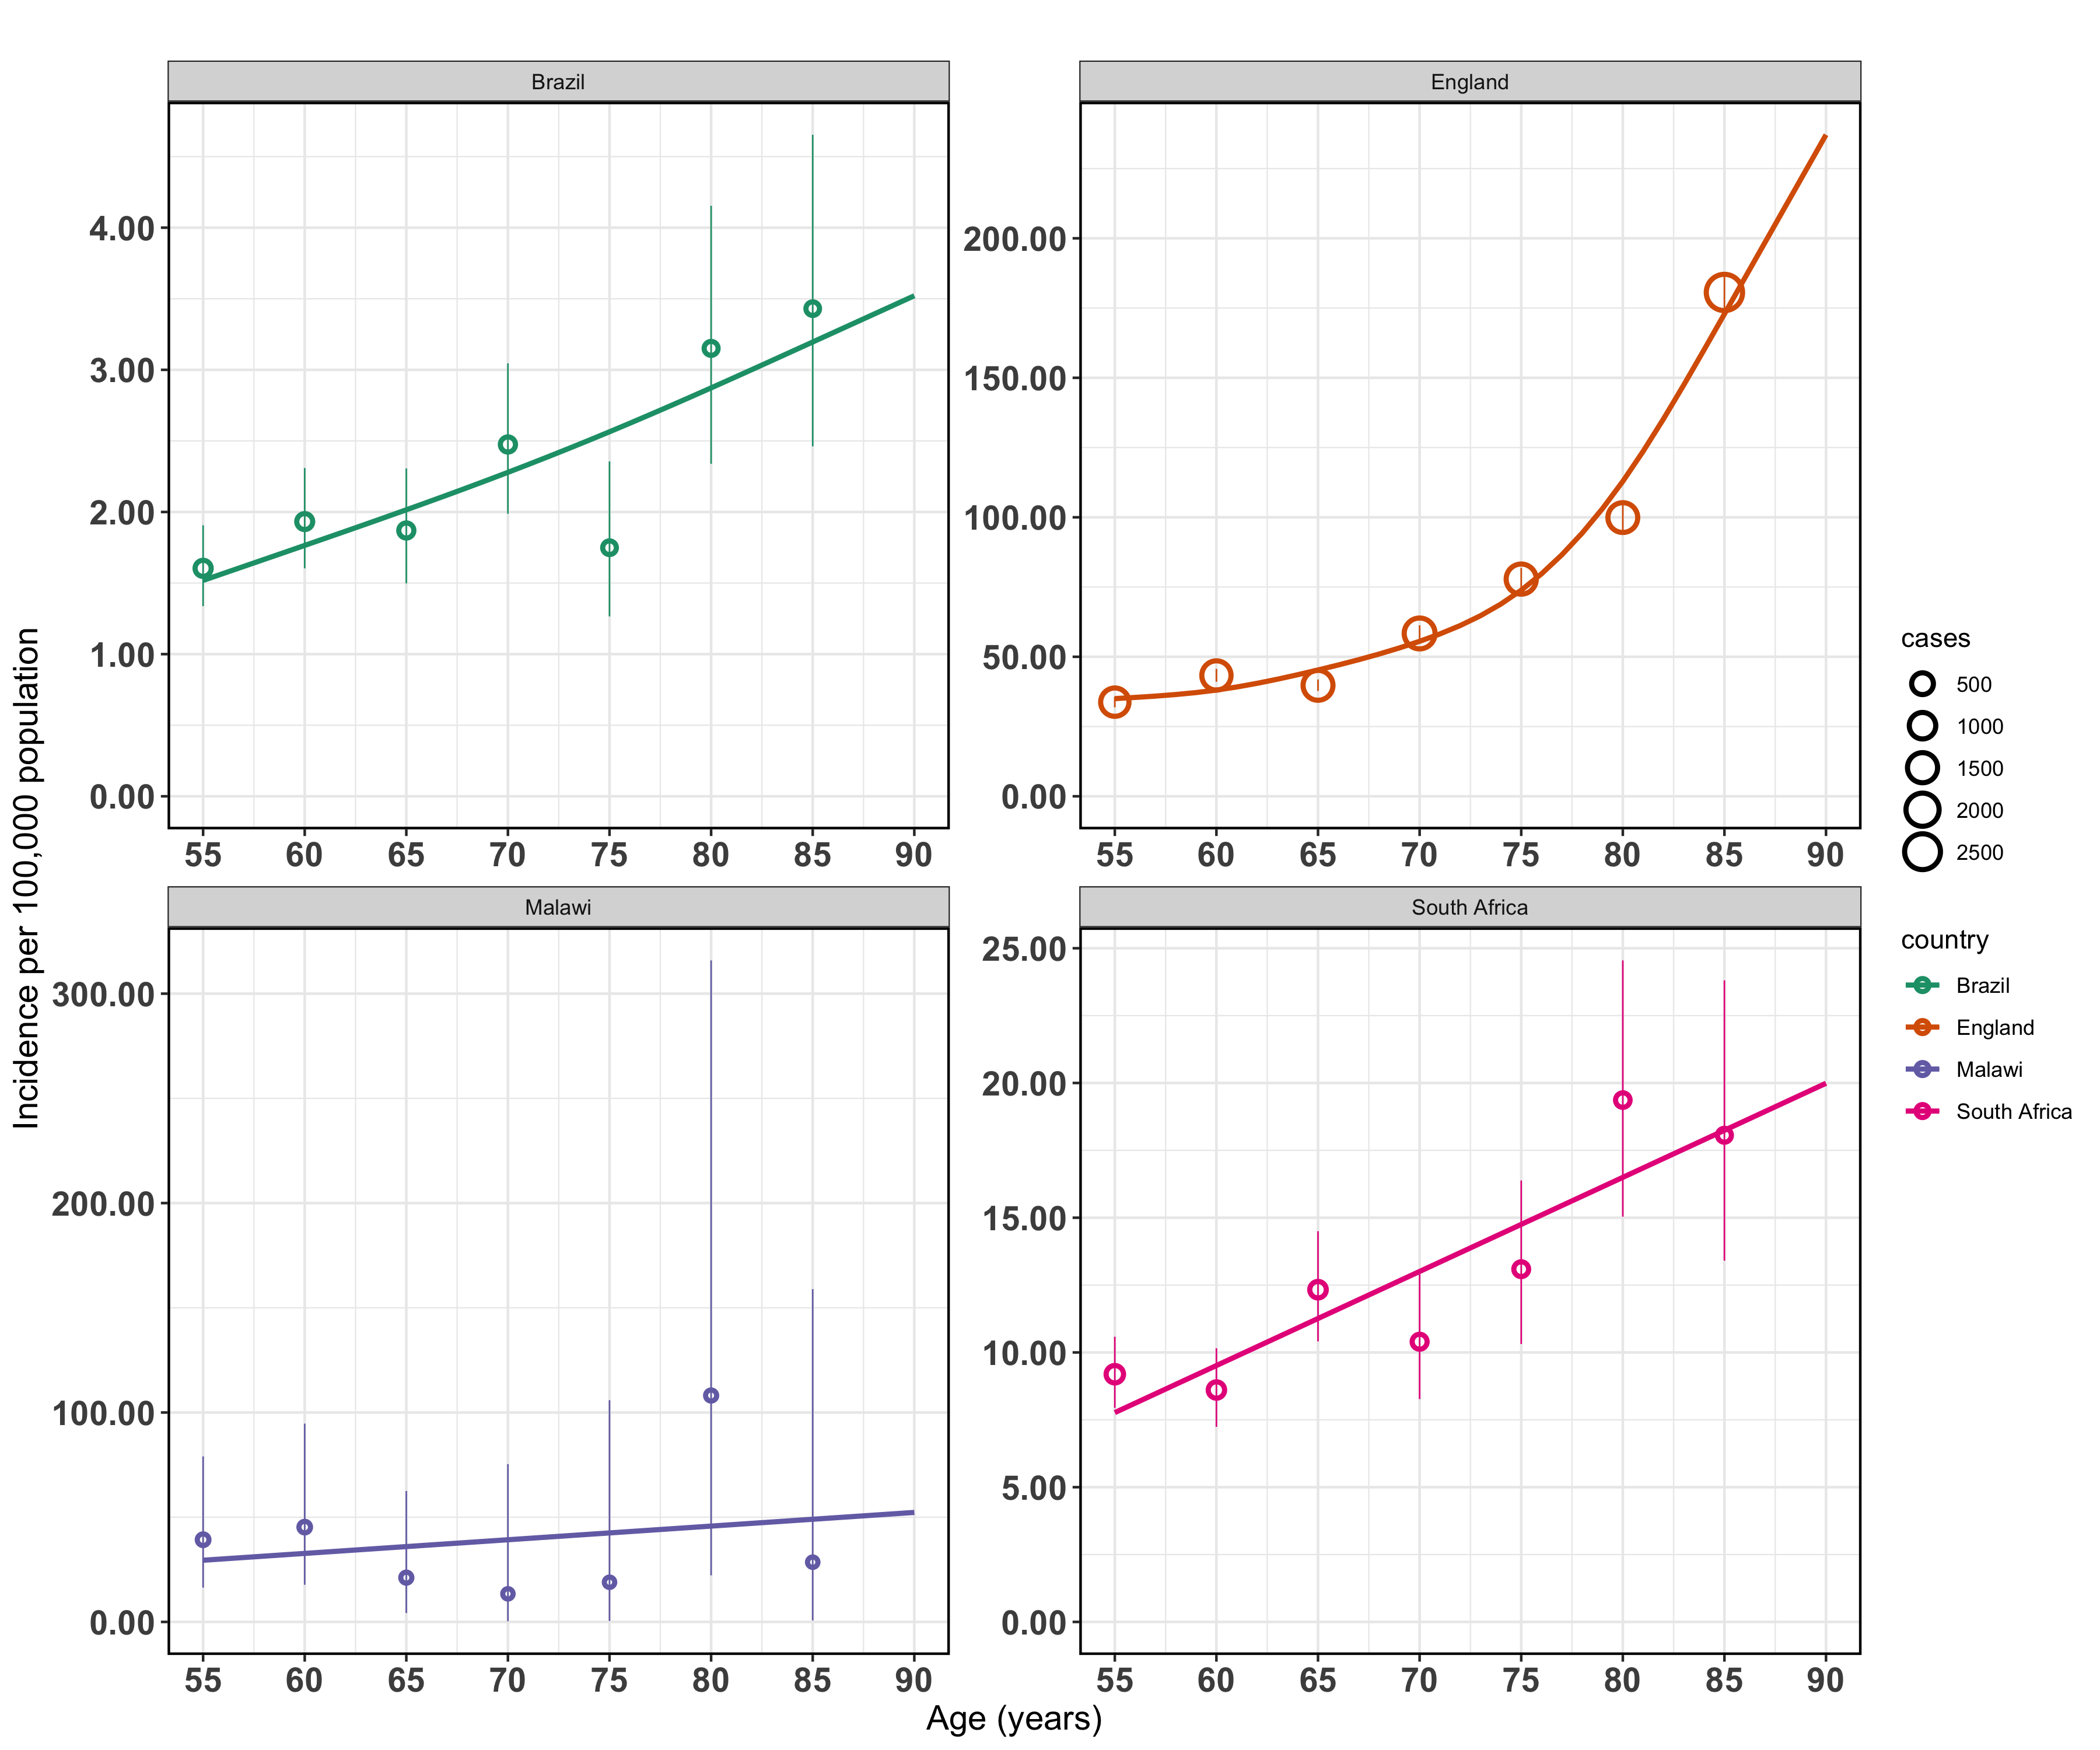 Brazil
England
4.00
3.00
2.00
1.00
0.00
200.00
150.00
100.00
50.00
0.00
55 60 65 70 75 80 85 90
55 60 65 70 75 80 85 90
Malawi
South Africa
300.00
200.00
100.00
0.00
25.00
20.00
15.00
10.00
5.00
0.00
55 60 65 70 75 80 85 90
55 60 65 70 75 80 85 90
Incidence per 100,000 population
Age (years)
cases
500
1000
1500
2000
2500
country
Brazil
England
Malawi
South Africa